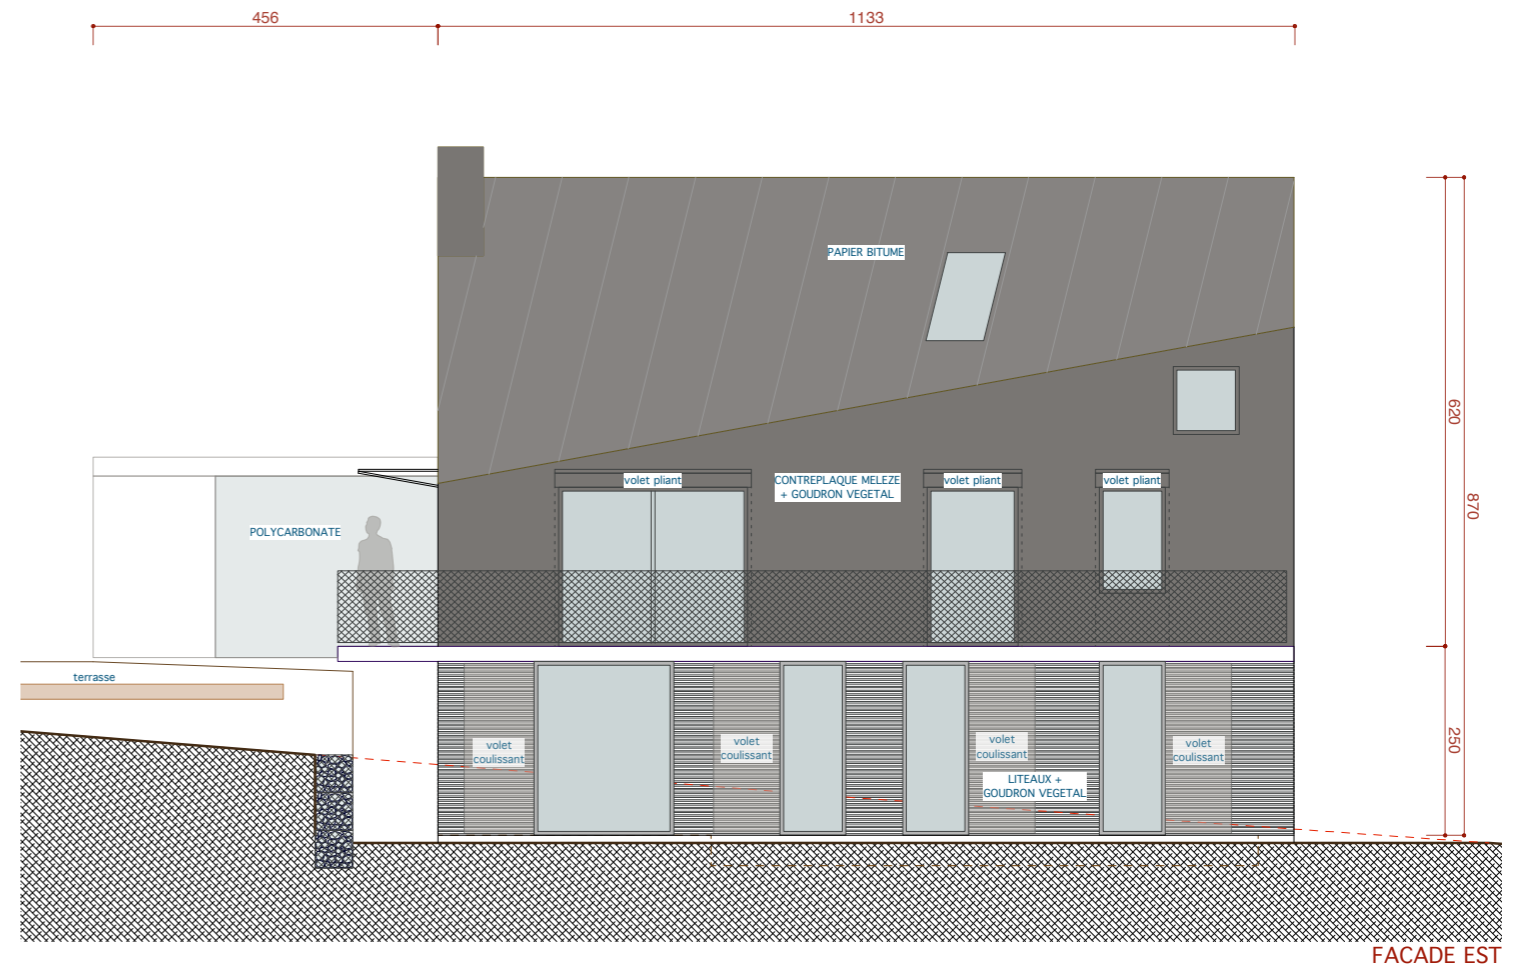 456
1133
PAPIER BITUME
620
870
volet pliant
CONTREPLAQUE MELEZE
+ GOUDRON VEGETAL
volet pliant
volet pliant
POLYCARBONATE
terrasse
volet
coulissant
volet
coulissant
volet
coulissant
volet
coulissant
LITEAUX +
GOUDRON VEGETAL
250
FACADE EST